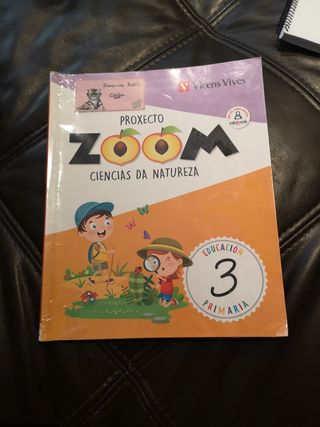 Vicens Vives
PROXECTO
ZOOM
CIENCIAS DA NATUREZA
EDUCACIÓN
3
PRIMARIA